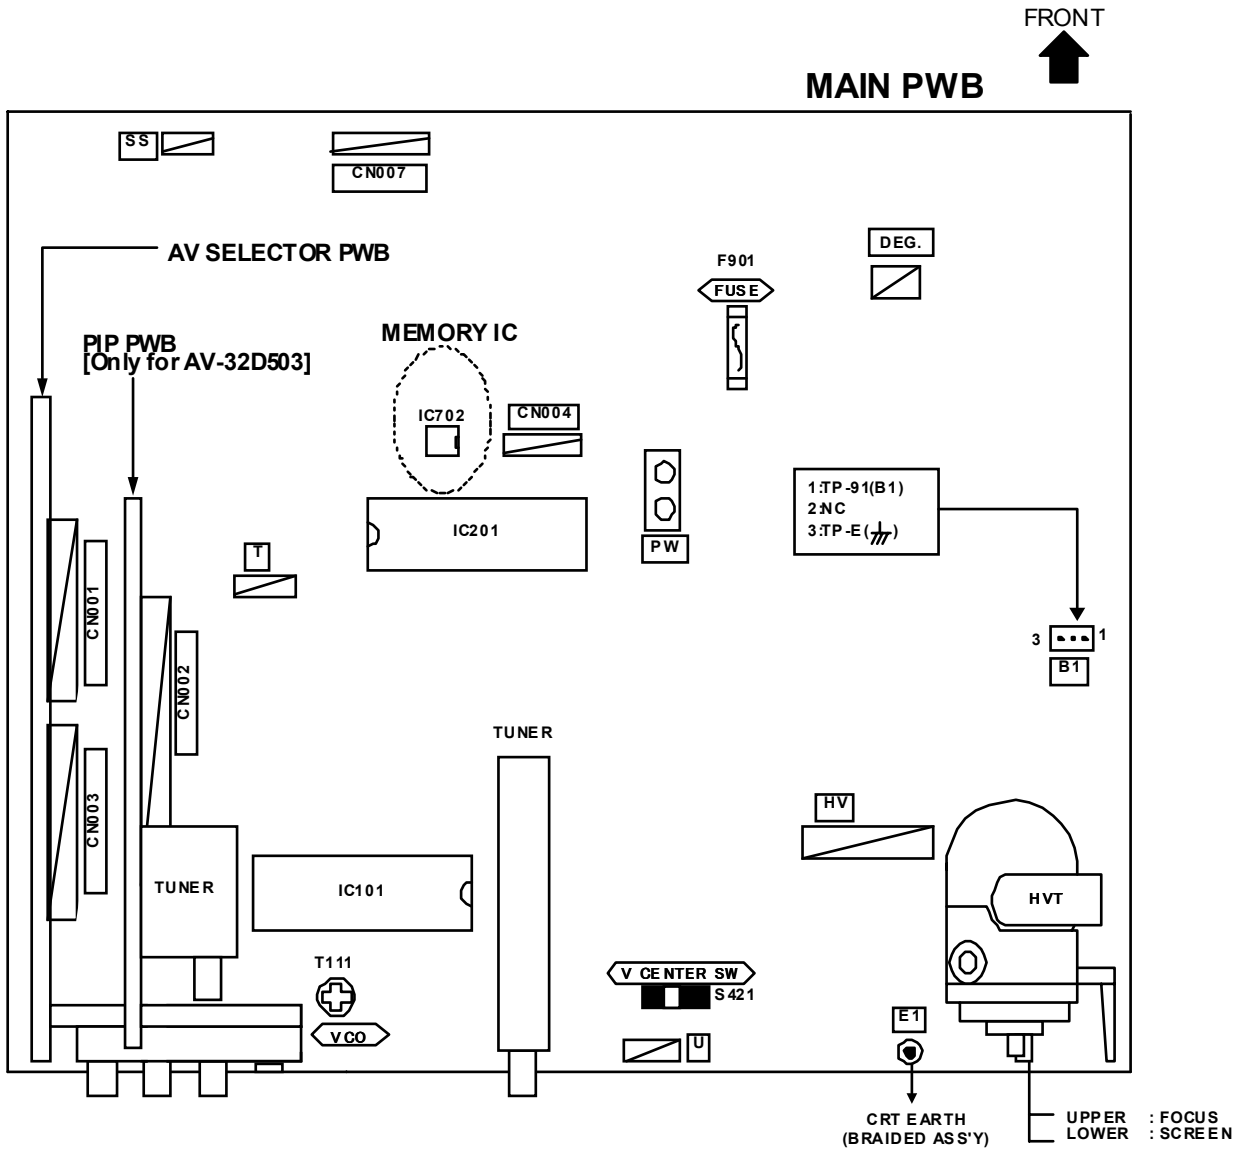 FRONT
MAIN PWB
SS
CN007
AV SELECTOR PWB
DEG.
F901
FUSE
PIP PWB
[Only for AV-32D503]
MEMORY IC
IC702
CN004
1:TP-91(B1)
2:NC
3:TP-E( )
IC201
PW
T
CN001
CN002
3
1
B1
TUNER
CN003
HV
TUNER
IC101
HVT
T111
V CENTER SW
S421
VCO
U
E1
CRT EARTH
(BRAIDED ASS'Y)
UPPER : FOCUS
LOWER : SCREEN